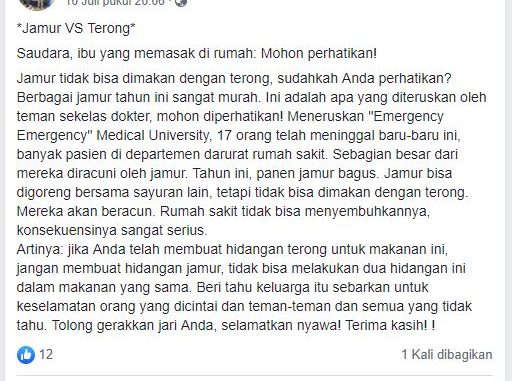 10 Juli pukul 20.06 ·
*Jamur VS Terong*
Saudara, ibu yang memasak di rumah: Mohon perhatikan!
Jamur tidak bisa dimakan dengan terong, sudahkah Anda perhatikan?
Berbagai jamur tahun ini sangat murah. Ini adalah apa yang diteruskan oleh
teman sekelas dokter, mohon diperhatikan! Meneruskan "Emergency
Emergency" Medical University, 17 orang telah meninggal baru-baru ini,
banyak pasien di departemen darurat rumah sakit. Sebagian besar dari
mereka diracuni oleh jamur. Tahun ini, panen jamur bagus. Jamur bisa
digoreng bersama sayuran lain, tetapi tidak bisa dimakan dengan terong.
Mereka akan beracun. Rumah sakit tidak bisa menyembuhkannya,
konsekuensinya sangat serius.
Artinya: jika Anda telah membuat hidangan terong untuk makanan ini,
jangan membuat hidangan jamur, tidak bisa melakukan dua hidangan ini
dalam makanan yang sama. Beri tahu keluarga itu sebarkan untuk
keselamatan orang yang dicintai dan teman-teman dan semua yang tidak
tahu. Tolong gerakkan jari Anda, selamatkan nyawa! Terima kasih! !
12
1 Kali dibagikan